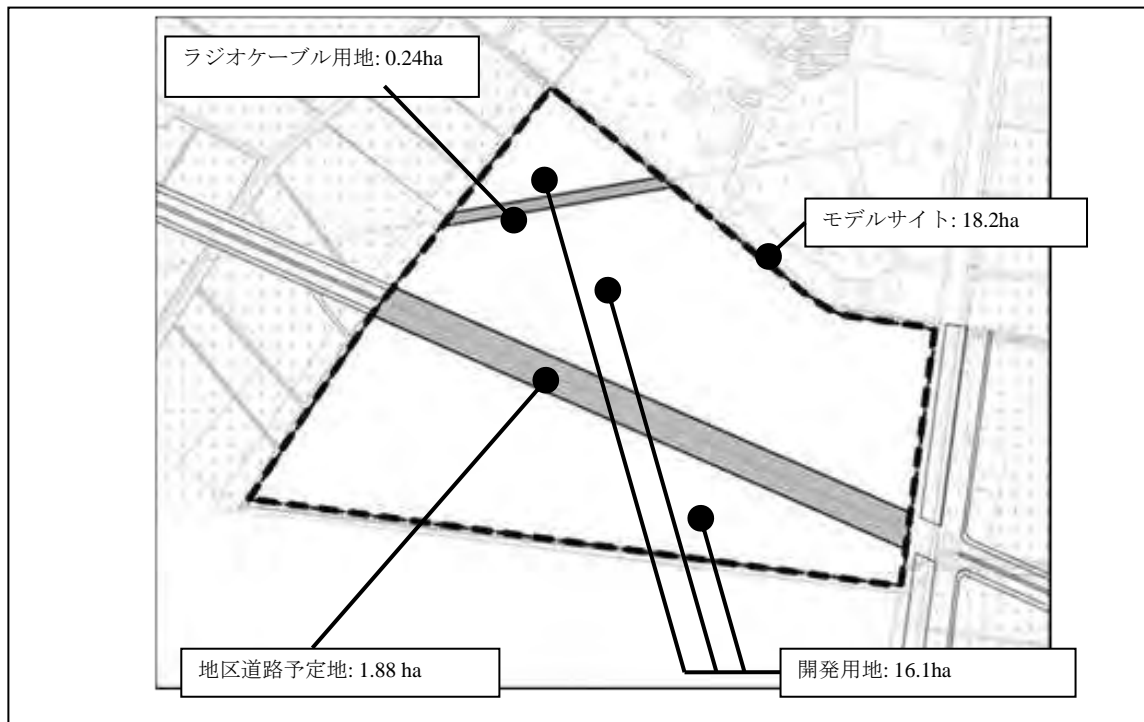 ラジオケーブル用地: 0.24ha
モデルサイト: 18.2ha
地区道路予定地: 1.88 ha
開発用地: 16.1ha